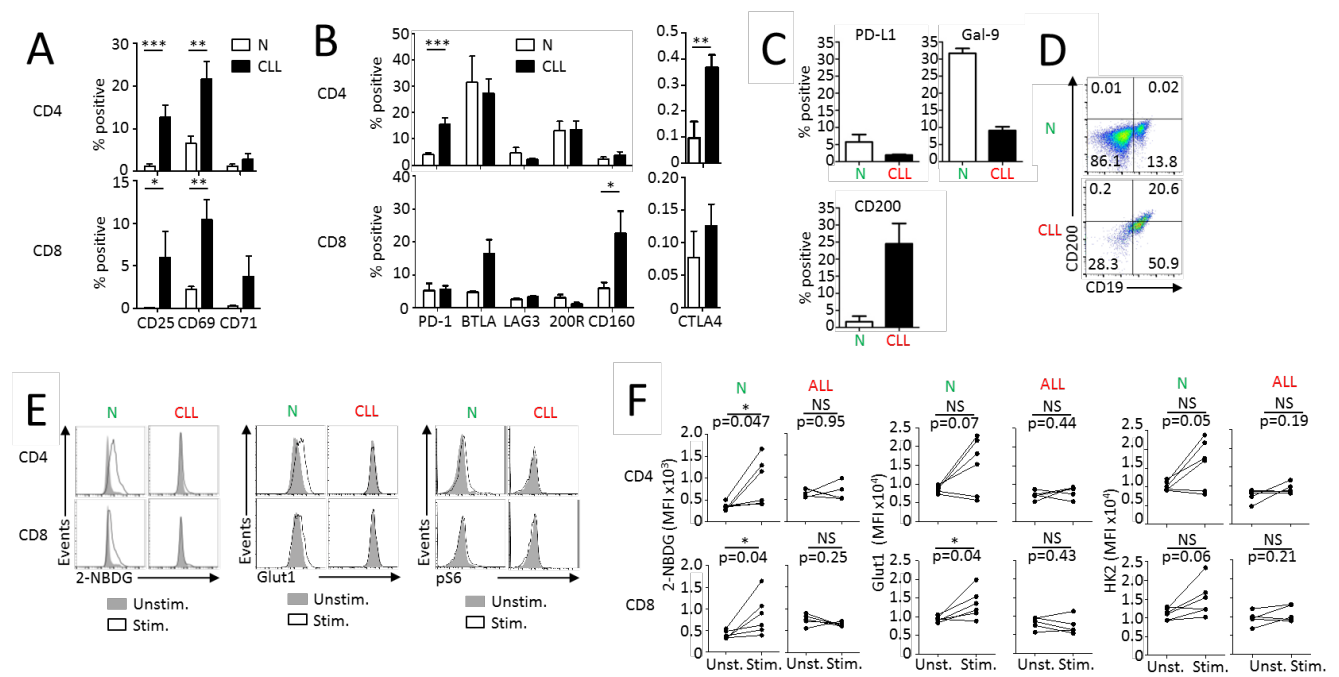 A
CD4
CD8
% positive
30
20
10
0
*** **
% positive
15
10
5
0
* **
CD25 CD69 CD71
B
CD4
CD8
% positive
50
40
30
20
10
0
***
N
CLL
% positive
40
30
20
10
0
*
PD-1 BTLA LAG3 200R CD160
0.5
0.4
0.3
0.2
0.1
0.0
**
0.20
0.15
0.10
0.05
0.00
CTLA4
C
PD-L1
% positive
35
30
25
20
15
10
5
0
N CLL
Gal-9
35
30
25
20
15
10
5
0
N CLL
CD200
% positive
35
30
25
20
15
10
5
0
N CLL
D
N
0.01 0.02
86.1 13.8
CLL
0.2 20.6
28.3 50.9
CD200
CD19
E
N CLL
CD4
CD8
Events
2-NBDG
Unstim.
Stim.
N CLL
Events
Glut1
Unstim.
Stim.
N CLL
Events
pS6
Unstim.
Stim.
F
CD4
CD8
N ALL
* NS
p=0.047 p=0.95
2-NBDG (MFI x10³)
2.0
1.5
1.0
0.5
0
* NS
p=0.04 p=0.25
2.0
1.5
1.0
0.5
0
Unst. Stim. Unst. Stim.
N ALL
NS NS
p=0.07 p=0.44
Glut1 (MFI x10⁴)
2.5
2.0
1.5
1.0
0.5
0
* NS
p=0.04 p=0.43
2.5
2.0
1.5
1.0
0.5
0
Unst. Stim. Unst. Stim.
N ALL
NS NS
p=0.05 p=0.19
HK2 (MFI x10⁴)
2.5
2.0
1.5
1.0
0.5
0
NS NS
p=0.06 p=0.21
2.5
2.0
1.5
1.0
0.5
0
Unst. Stim. Unst. Stim.